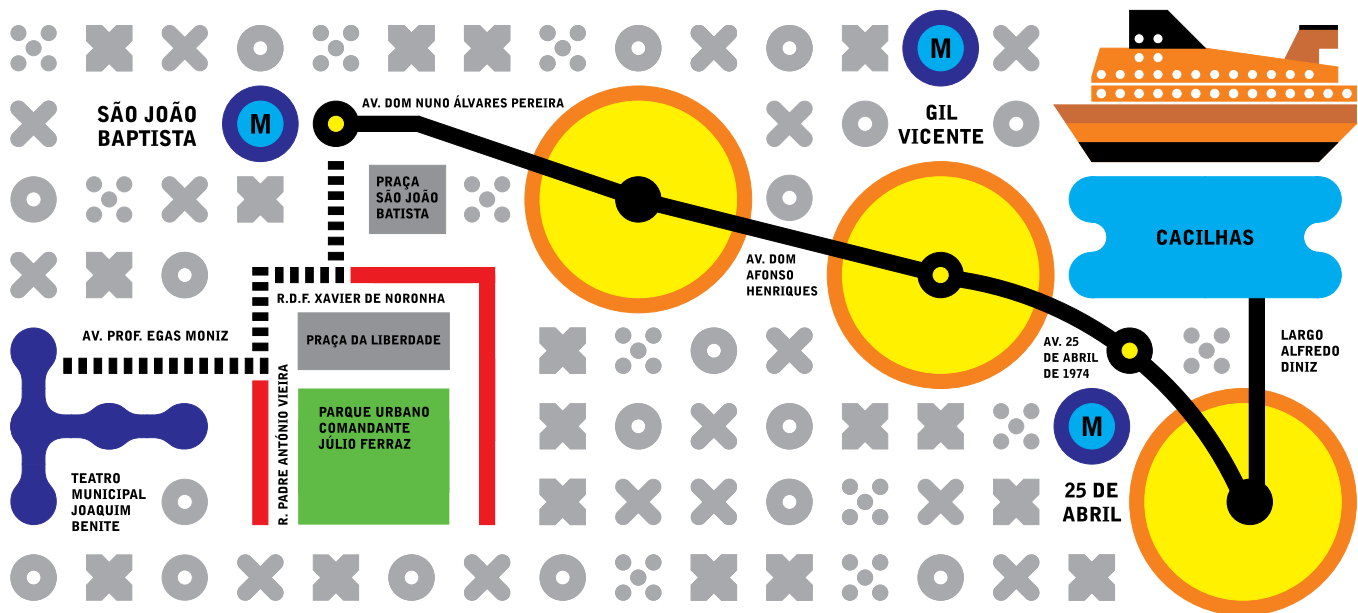 SÃO JOÃO
BAPTISTA
M
AV. DOM NUNO ÁLVARES PEREIRA
M
GIL
VICENTE
PRAÇA
SÃO JOÃO
BATISTA
CACILHAS
AV. DOM
AFONSO
HENRIQUES
R.D.F. XAVIER DE NORONHA
AV. PROF. EGAS MONIZ
PRAÇA DA LIBERDADE
AV. 25
DE ABRIL
DE 1974
LARGO
ALFREDO
DINIZ
R. PADRE ANTÓNIO VIEIRA
PARQUE URBANO
COMANDANTE
JÚLIO FERRAZ
M
TEATRO
MUNICIPAL
JOAQUIM
BENITE
25 DE
ABRIL